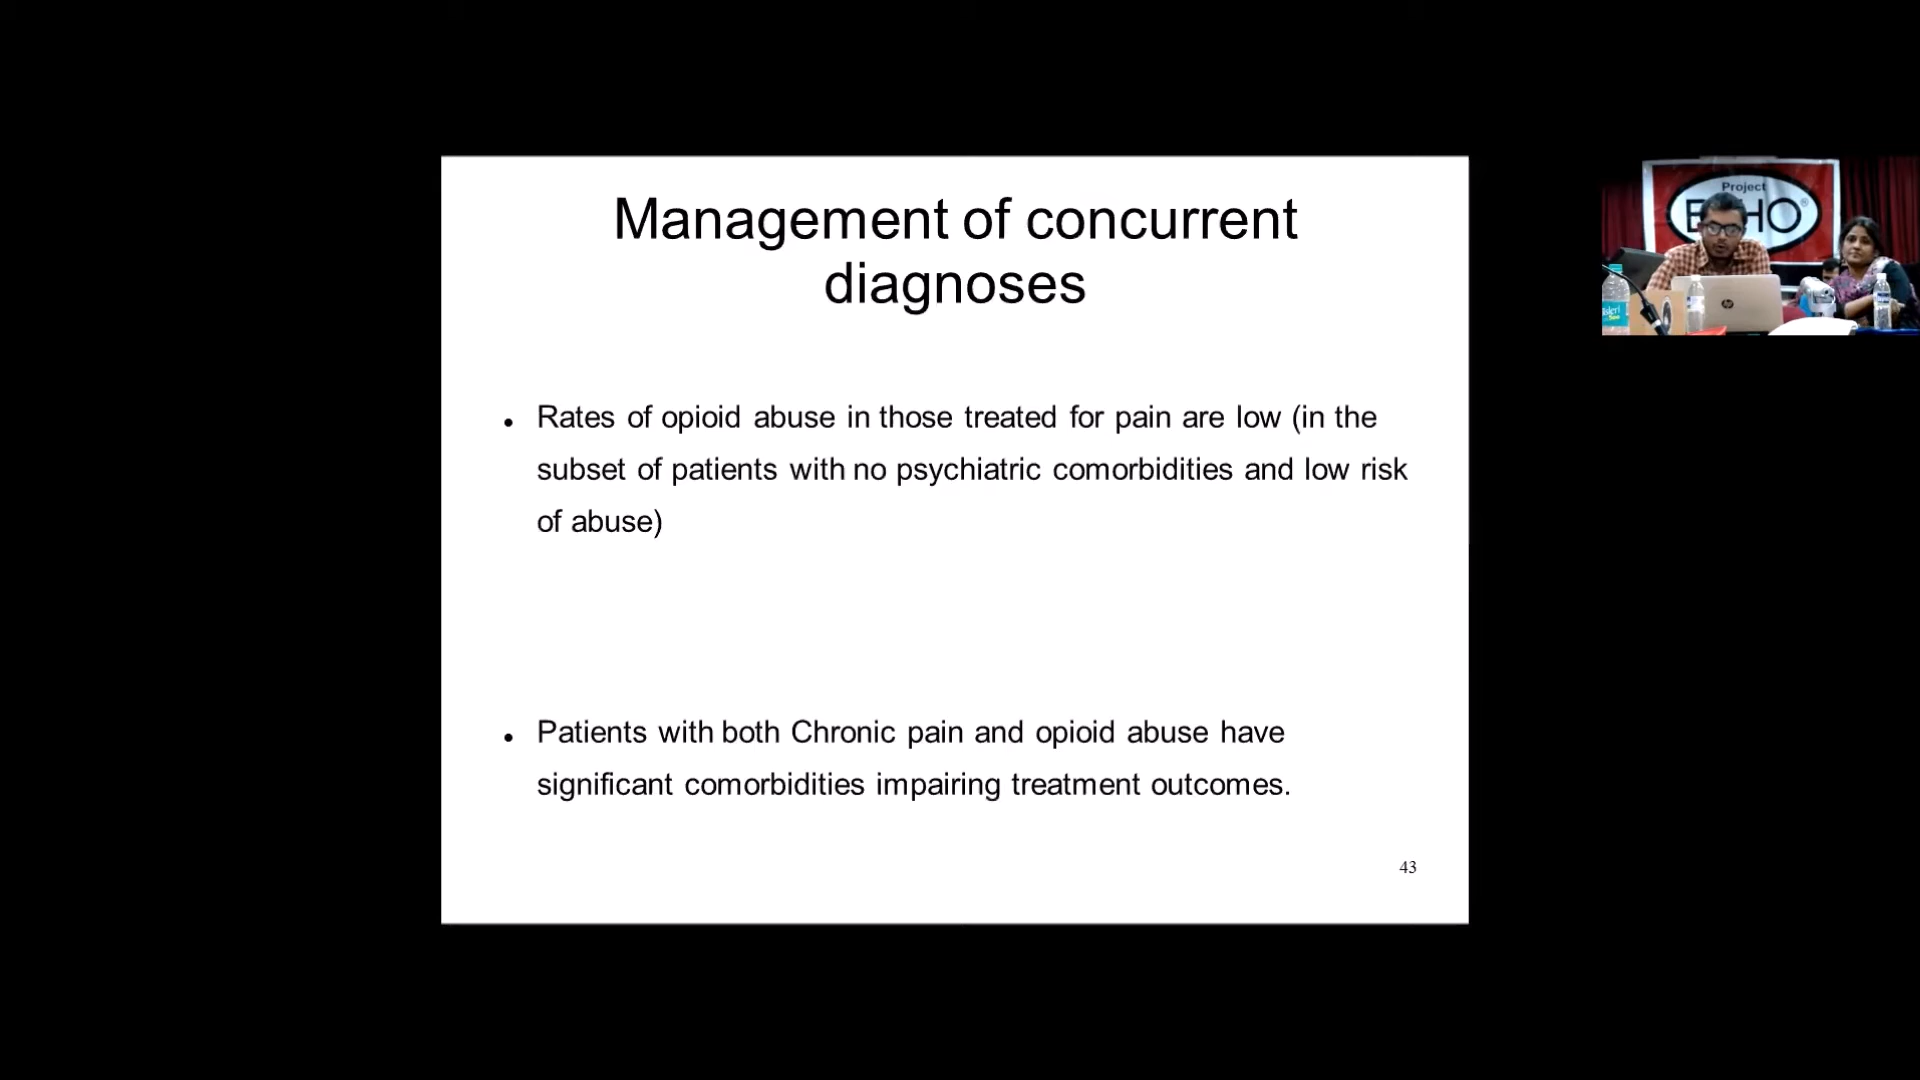 Management of concurrent
diagnoses
• Rates of opioid abuse in those treated for pain are low (in the
subset of patients with no psychiatric comorbidities and low risk
of abuse)
• Patients with both Chronic pain and opioid abuse have
significant comorbidities impairing treatment outcomes.
43
Project
hp